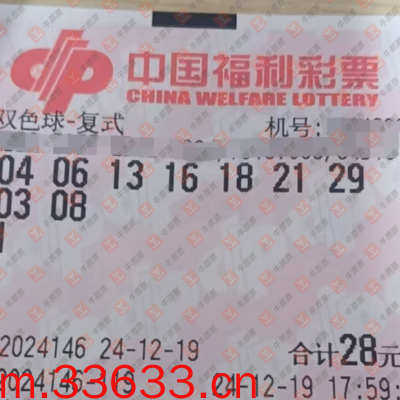 中国福利彩票
CHINA WELFARE LOTTERY
双色球-复式 机号:
04 06 13 16 18 21 29
03 08
2024146 24-12-19 合计28元
24-12-19 17:59:
m.33633.cn